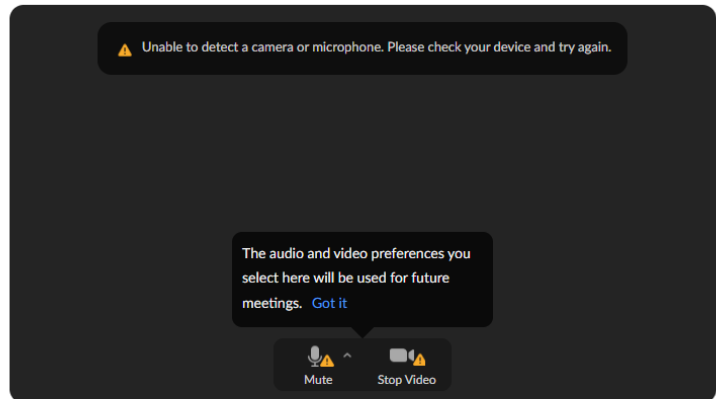 Unable to detect a camera or microphone. Please check your device and try again.
The audio and video preferences you
select here will be used for future
meetings. Got it
Mute
Stop Video